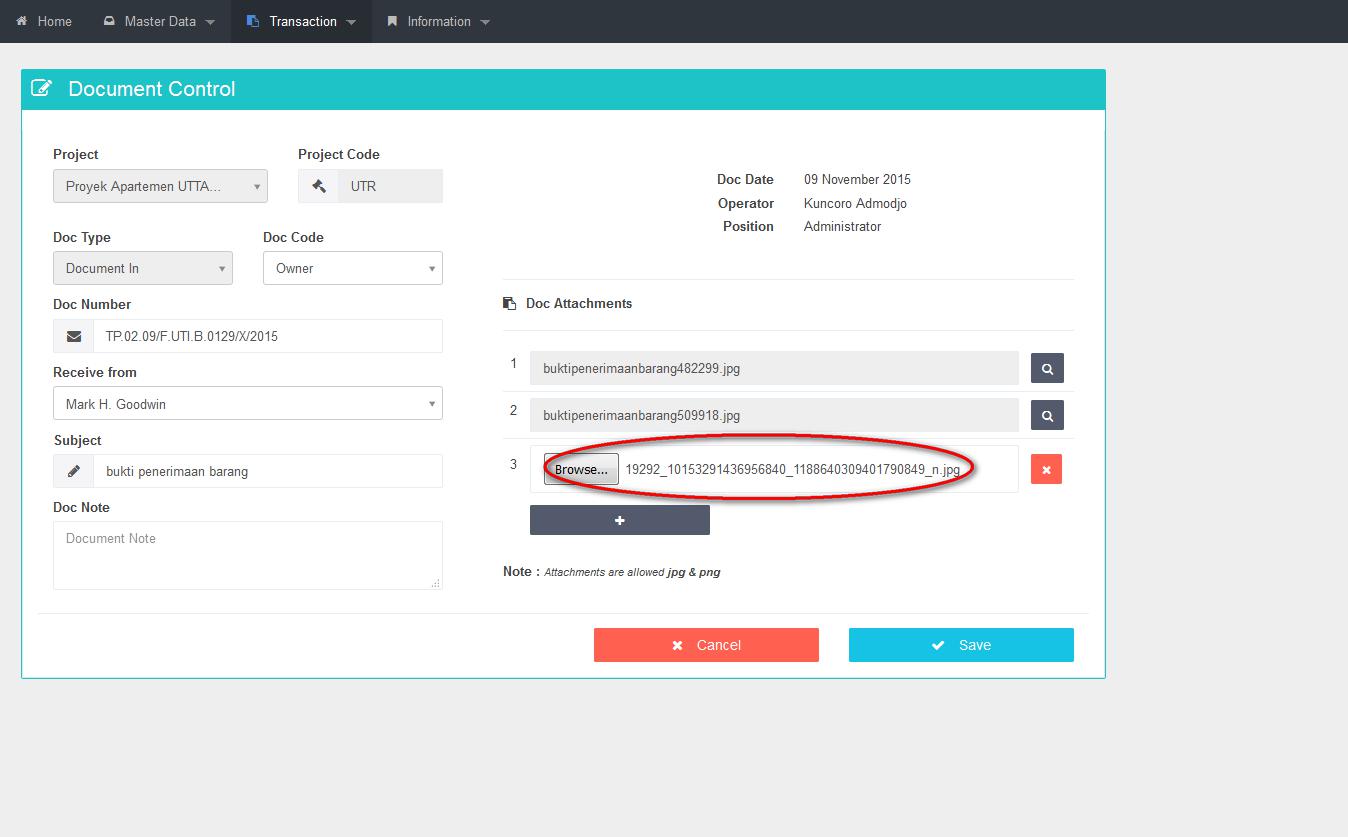 Home Master Data Transaction Information
Document Control
Project
Project Code
Proyek Apartemen UTTA...
UTR
Doc Type
Doc Code
Document In
Owner
Doc Number
TP.02.09/F.UTI.B.0129/X/2015
Receive from
Mark H. Goodwin
Subject
bukti penerimaan barang
Doc Note
Document Note
Doc Date 09 November 2015
Operator Kuncoro Admodjo
Position Administrator
Doc Attachments
1 buktipenerimaanbarang482299.jpg
2 buktipenerimaanbarang509918.jpg
3 Browse... 19292_10153291436956840_1188640309401790849_n.jpg
Note : Attachments are allowed jpg & png
Cancel
Save